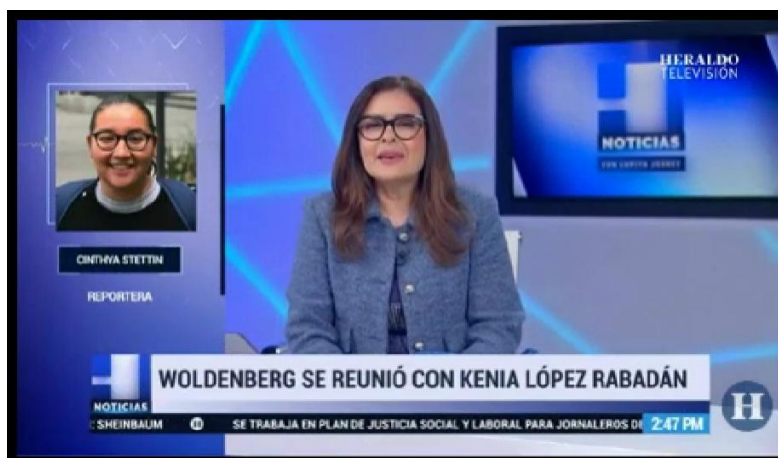 HERALDO
TELEVISIÓN
NOTICIAS
CON LUPITA JUÁREZ
CINTHYA STETTIN
REPORTERA
WOLDENBERG SE REUNIÓ CON KENIA LÓPEZ RABADÁN
NOTICIAS
: SHEINBAUM H SE TRABAJA EN PLAN DE JUSTICIA SOCIAL Y LABORAL PARA JORNALEROS DE 2:47 PM
H